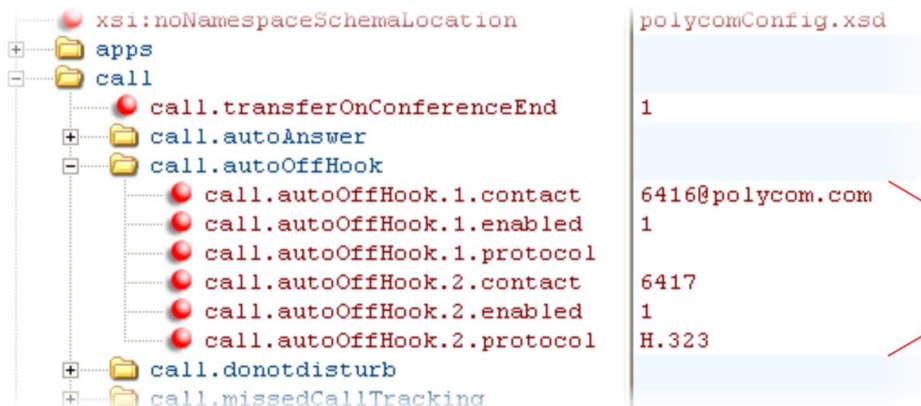 xsi:noNamespaceSchemaLocation polycomConfig.xsd
apps
call
call.transferOnConferenceEnd 1
call.autoAnswer
call.autoOffHook
call.autoOffHook.1.contact 6416@polycom.com
call.autoOffHook.1.enabled 1
call.autoOffHook.1.protocol
call.autoOffHook.2.contact 6417
call.autoOffHook.2.enabled 1
call.autoOffHook.2.protocol H.323
call.donotdisturb
call.missedCallTracking